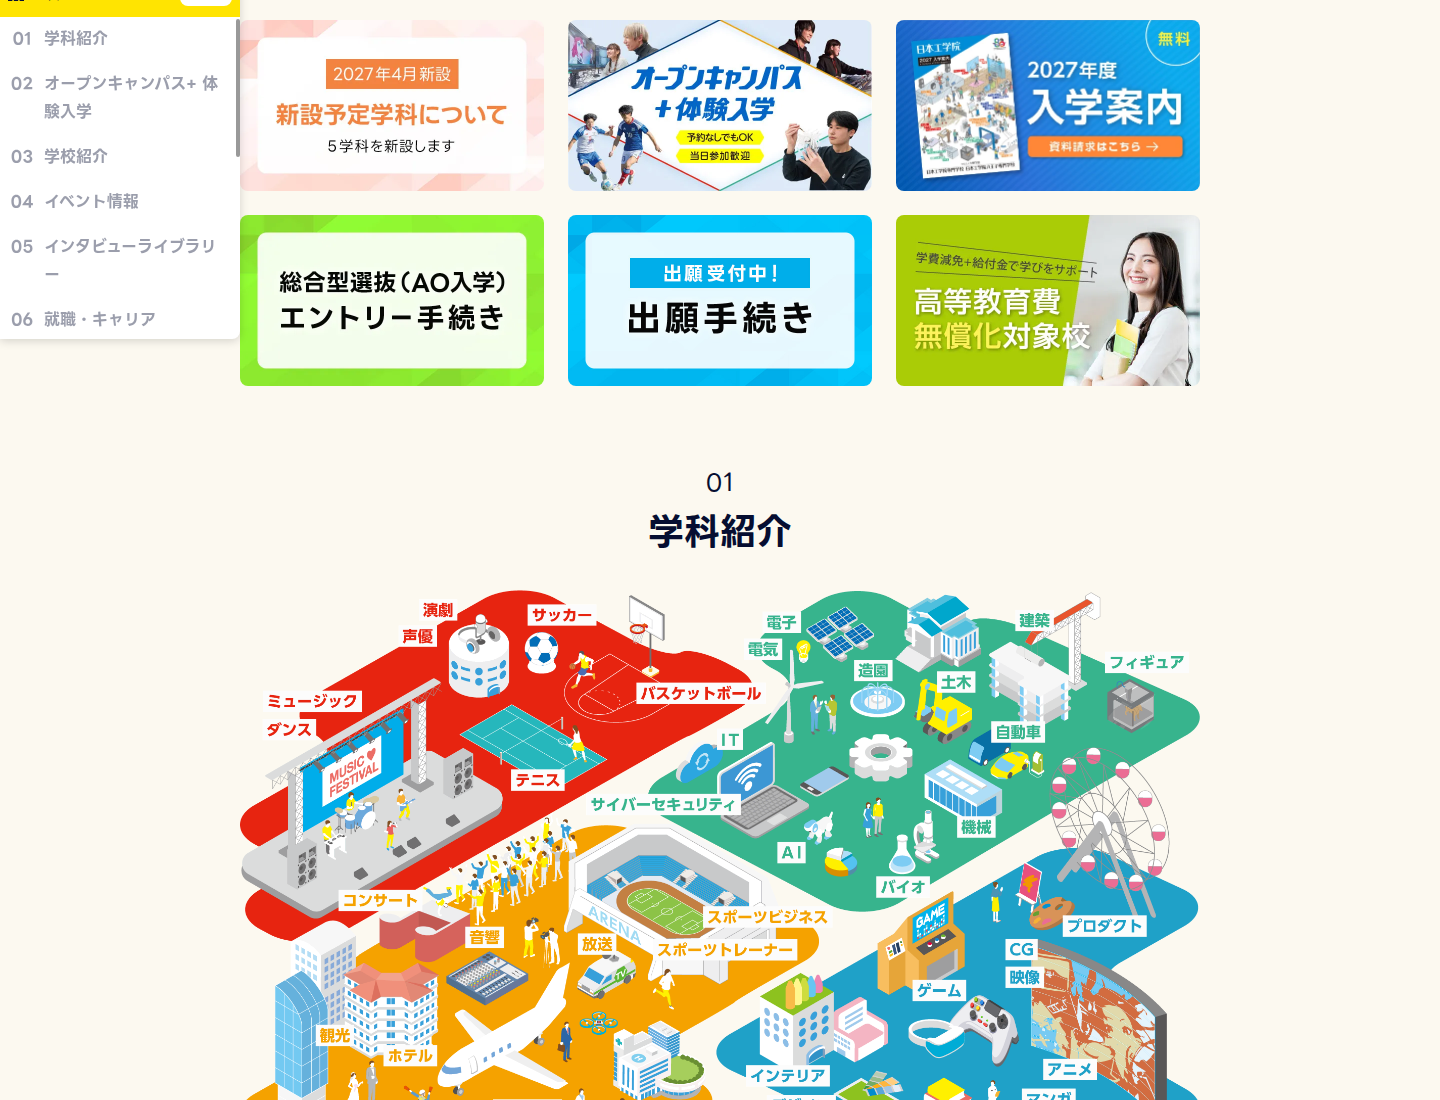 01 学科紹介
02 オープンキャンパス+ 体
験入学
03 学校紹介
04 イベント情報
05 インタビューライブラリ
ー
06 就職・キャリア
2027年4月新設
新設予定学科について
5学科を新設します
オープンキャンパス
+体験入学
予約なしでもOK
当日参加歓迎
無料
日本工学院
2027 入学案内
2027年度
入学案内
資料請求はこちら →
総合型選抜（AO入学）
エントリー手続き
出願受付中！
出願手続き
学費減免+給付金で学びをサポート
高等教育費
無償化対象校
01
学科紹介
演劇
サッカー
声優
バスケットボール
ミュージック
ダンス
MUSIC
FESTIVAL
テニス
電子
電気
建築
フィギュア
造園
土木
IT
自動車
サイバーセキュリティ
機械
AI
バイオ
コンサート
音響
ARENA
スポーツビジネス
放送
スポーツトレーナー
TV
GAME
プロダクト
CG
映像
ゲーム
観光
ホテル
インテリア
アニメ
マンガ